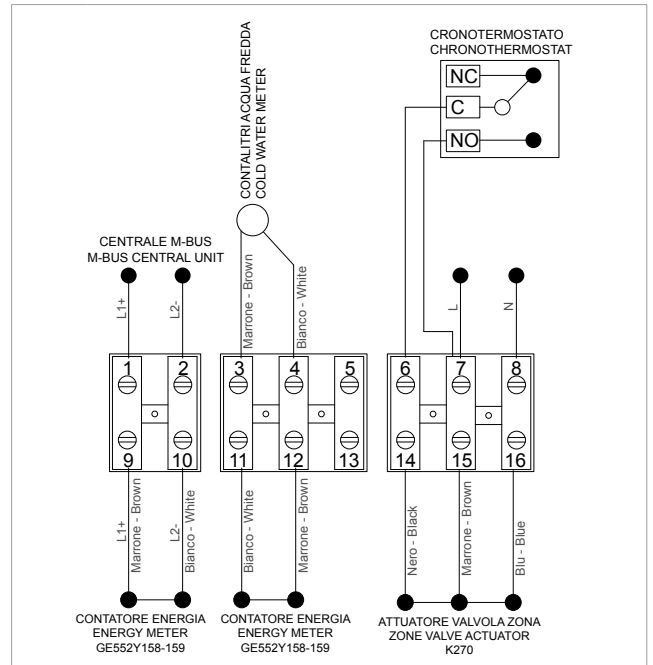 CRONOTERMOSTATO
CHRONOTHERMOSTAT
NC
C
NO
CONTALITRI ACQUA FREDDA
COLD WATER METER
CENTRALE M-BUS
M-BUS CENTRAL UNIT
L1+
L2-
Marrone - Brown
Bianco - White
L
N
1
2
3
4
5
6
7
8
9
10
11
12
13
14
15
16
L1+
Marrone - Brown
L2-
Bianco - White
Bianco - White
Marrone - Brown
Nero - Black
Marrone - Brown
Blu - Blue
CONTATORE ENERGIA
ENERGY METER
GE552Y158-159
CONTATORE ENERGIA
ENERGY METER
GE552Y158-159
ATTUATORE VALVOLA ZONA
ZONE VALVE ACTUATOR
K270